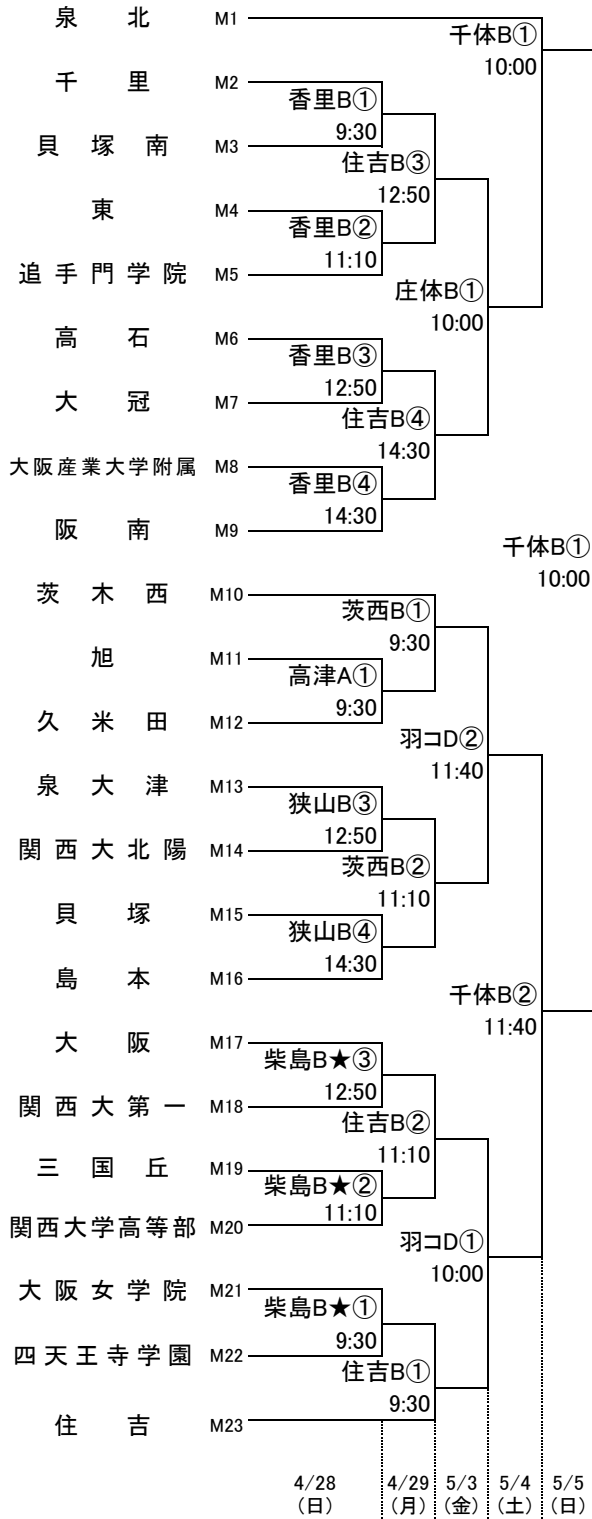 泉北 M1
千体B①
10:00
千里 M2
香里B①
9:30
貝塚南 M3
住吉B③
12:50
東 M4
香里B②
11:10
追手門学院 M5
庄体B①
10:00
高石 M6
香里B③
12:50
大冠 M7
住吉B④
14:30
大阪産業大学附属 M8
香里B④
14:30
阪南 M9
千体B①
10:00
茨木西 M10
茨西B①
9:30
旭 M11
高津A①
9:30
久米田 M12
羽コD②
11:40
泉大津 M13
狭山B③
12:50
関西大北陽 M14
茨西B②
11:10
貝塚 M15
狭山B④
14:30
島本 M16
千体B②
11:40
大阪 M17
柴島B★③
12:50
関西大第一 M18
住吉B②
11:10
三国丘 M19
柴島B★②
11:10
関西大学高等部 M20
羽コD①
10:00
大阪女学院 M21
柴島B★①
9:30
四天王寺学園 M22
住吉B①
9:30
住吉 M23
4/28 4/29 5/3 5/4 5/5
(日) (月) (金) (土) (日)